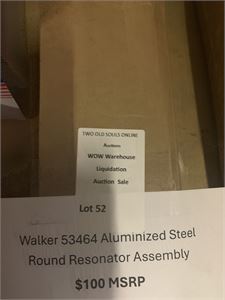 TWO OLD SOULS ONLINE
Auctions
WOW Warehouse
Liquidation
Auction Sale
Lot 52
Walker 53464 Aluminized Steel
Round Resonator Assembly
$100 MSRP